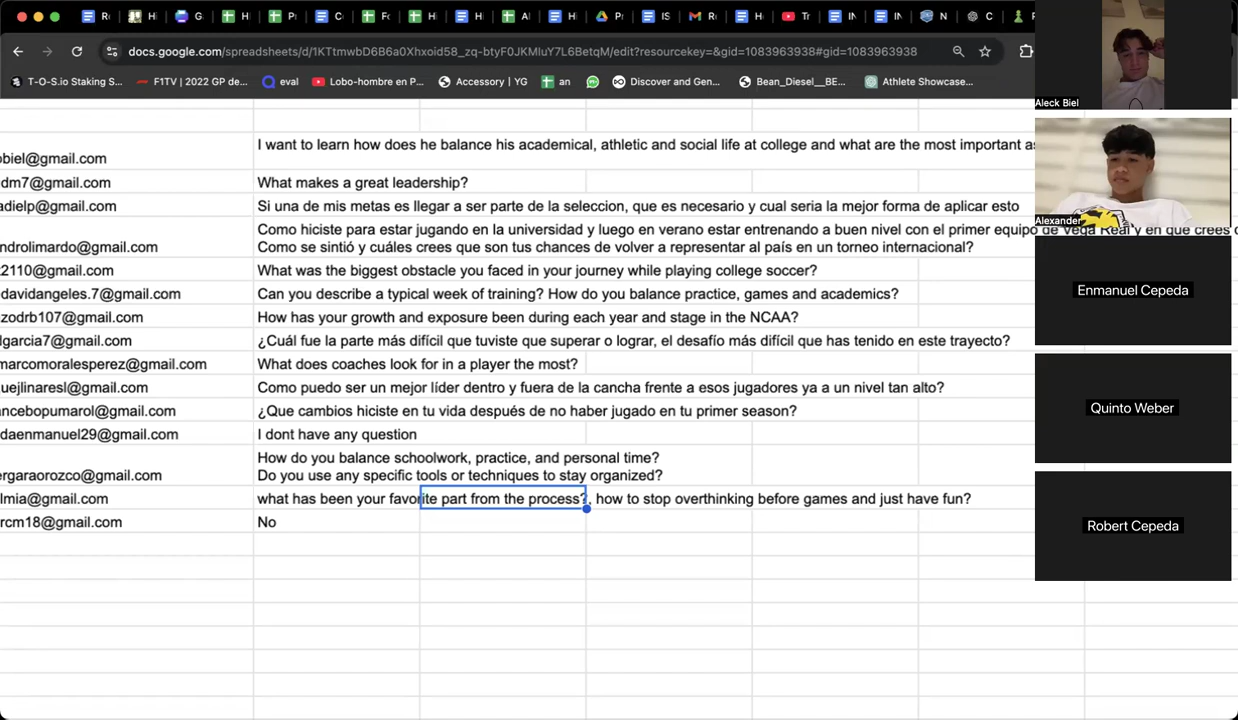 docs.google.com/spreadsheets/d/1KTtmwbD6B6a0Xhxoid58_zq-btyF0JKMluY7L6BetqM/edit?resourcekey=&gid=1083963938#gid=1083963938
T-O-S.io Staking S... F1TV | 2022 GP de... eval Lobo-hombre en P... Accessory | YG an Discover and Gen... Bean_Diesel__BE... Athlete Showcase...
Aleck Biel
Alexander
Enmanuel Cepeda
Quinto Weber
Robert Cepeda
obiel@gmail.com I want to learn how does he balance his academical, athletic and social life at college and what are the most important as
dm7@gmail.com What makes a great leadership?
adielp@gmail.com Si una de mis metas es llegar a ser parte de la seleccion, que es necesario y cual seria la mejor forma de aplicar esto
Como hiciste para estar jugando en la universidad y luego en verano estar entrenando a buen nivel con el primer equipo de Vega Real y en que crees
ndrolimardo@gmail.com Como se sintió y cuáles crees que son tus chances de volver a representar al país en un torneo internacional?
2110@gmail.com What was the biggest obstacle you faced in your journey while playing college soccer?
davidangeles.7@gmail.com Can you describe a typical week of training? How do you balance practice, games and academics?
zodrb107@gmail.com How has your growth and exposure been during each year and stage in the NCAA?
lgarcia7@gmail.com ¿Cuál fue la parte más difícil que tuviste que superar o lograr, el desafío más difícil que has tenido en este trayecto?
marcomoralesperez@gmail.com What does coaches look for in a player the most?
uejlinaresl@gmail.com Como puedo ser un mejor líder dentro y fuera de la cancha frente a esos jugadores ya a un nivel tan alto?
ncebopumarol@gmail.com ¿Que cambios hiciste en tu vida después de no haber jugado en tu primer season?
daenmanuel29@gmail.com I dont have any question
How do you balance schoolwork, practice, and personal time?
ergaraorozco@gmail.com Do you use any specific tools or techniques to stay organized?
lmia@gmail.com what has been your favorite part from the process?, how to stop overthinking before games and just have fun?
rcm18@gmail.com No